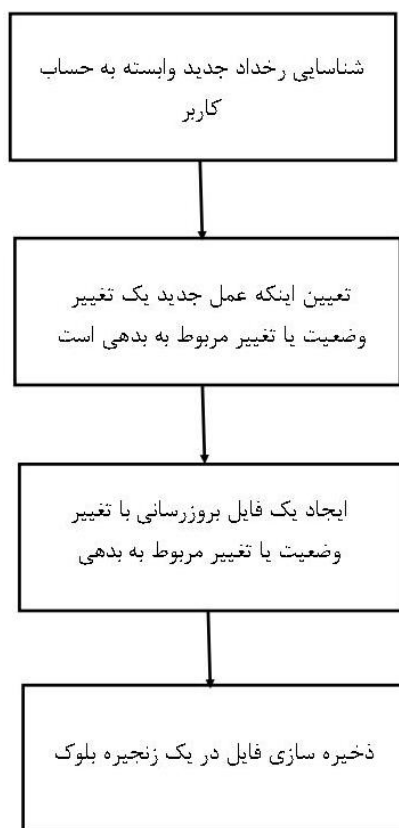 شناسایی رخداد جدید وابسته به حساب
کاربر
تعیین اینکه عمل جدید یک تغییر
وضعیت یا تغییر مربوط به بدهی است
ایجاد یک فایل بروزرسانی با تغییر
وضعیت یا تغییر مربوط به بدهی
ذخیره سازی فایل در یک زنجیره بلوک